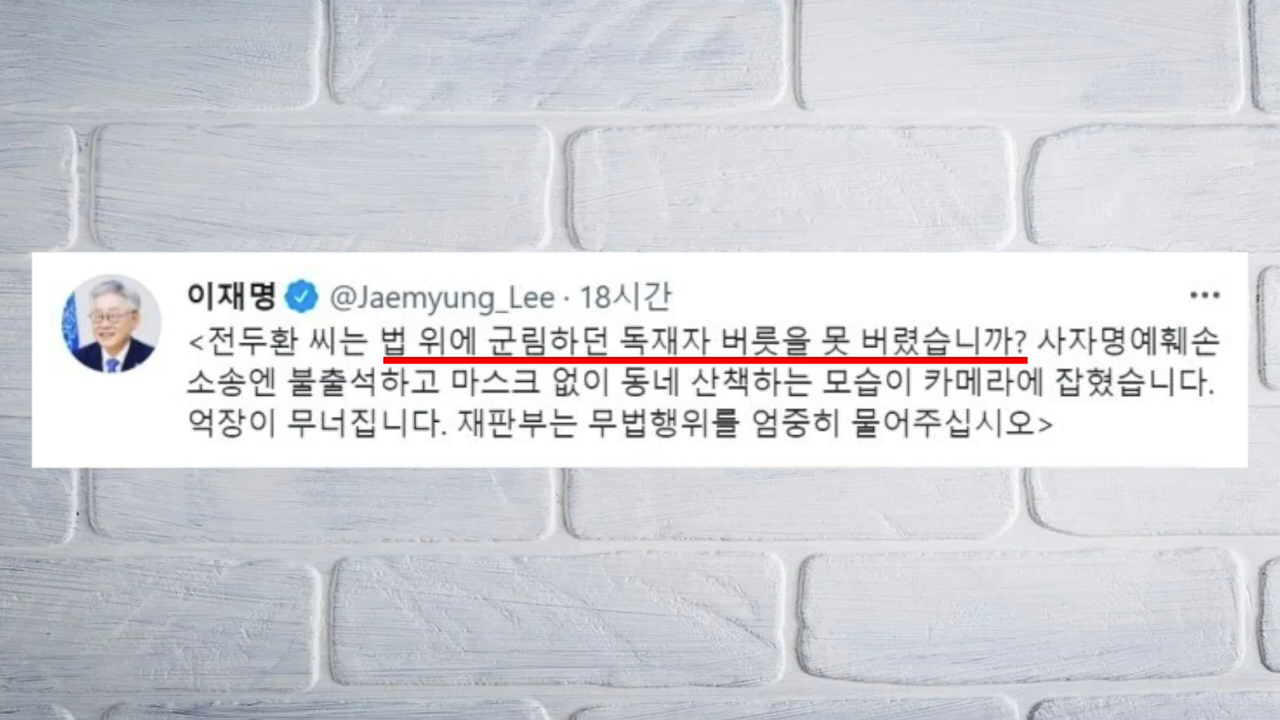 이재명 @Jaemyung_Lee · 18시간
<전두환 씨는 법 위에 군림하던 독재자 버릇을 못 버렸습니까? 사자명예훼손
소송엔 불출석하고 마스크 없이 동네 산책하는 모습이 카메라에 잡혔습니다.
억장이 무너집니다. 재판부는 무법행위를 엄중히 물어주십시오>